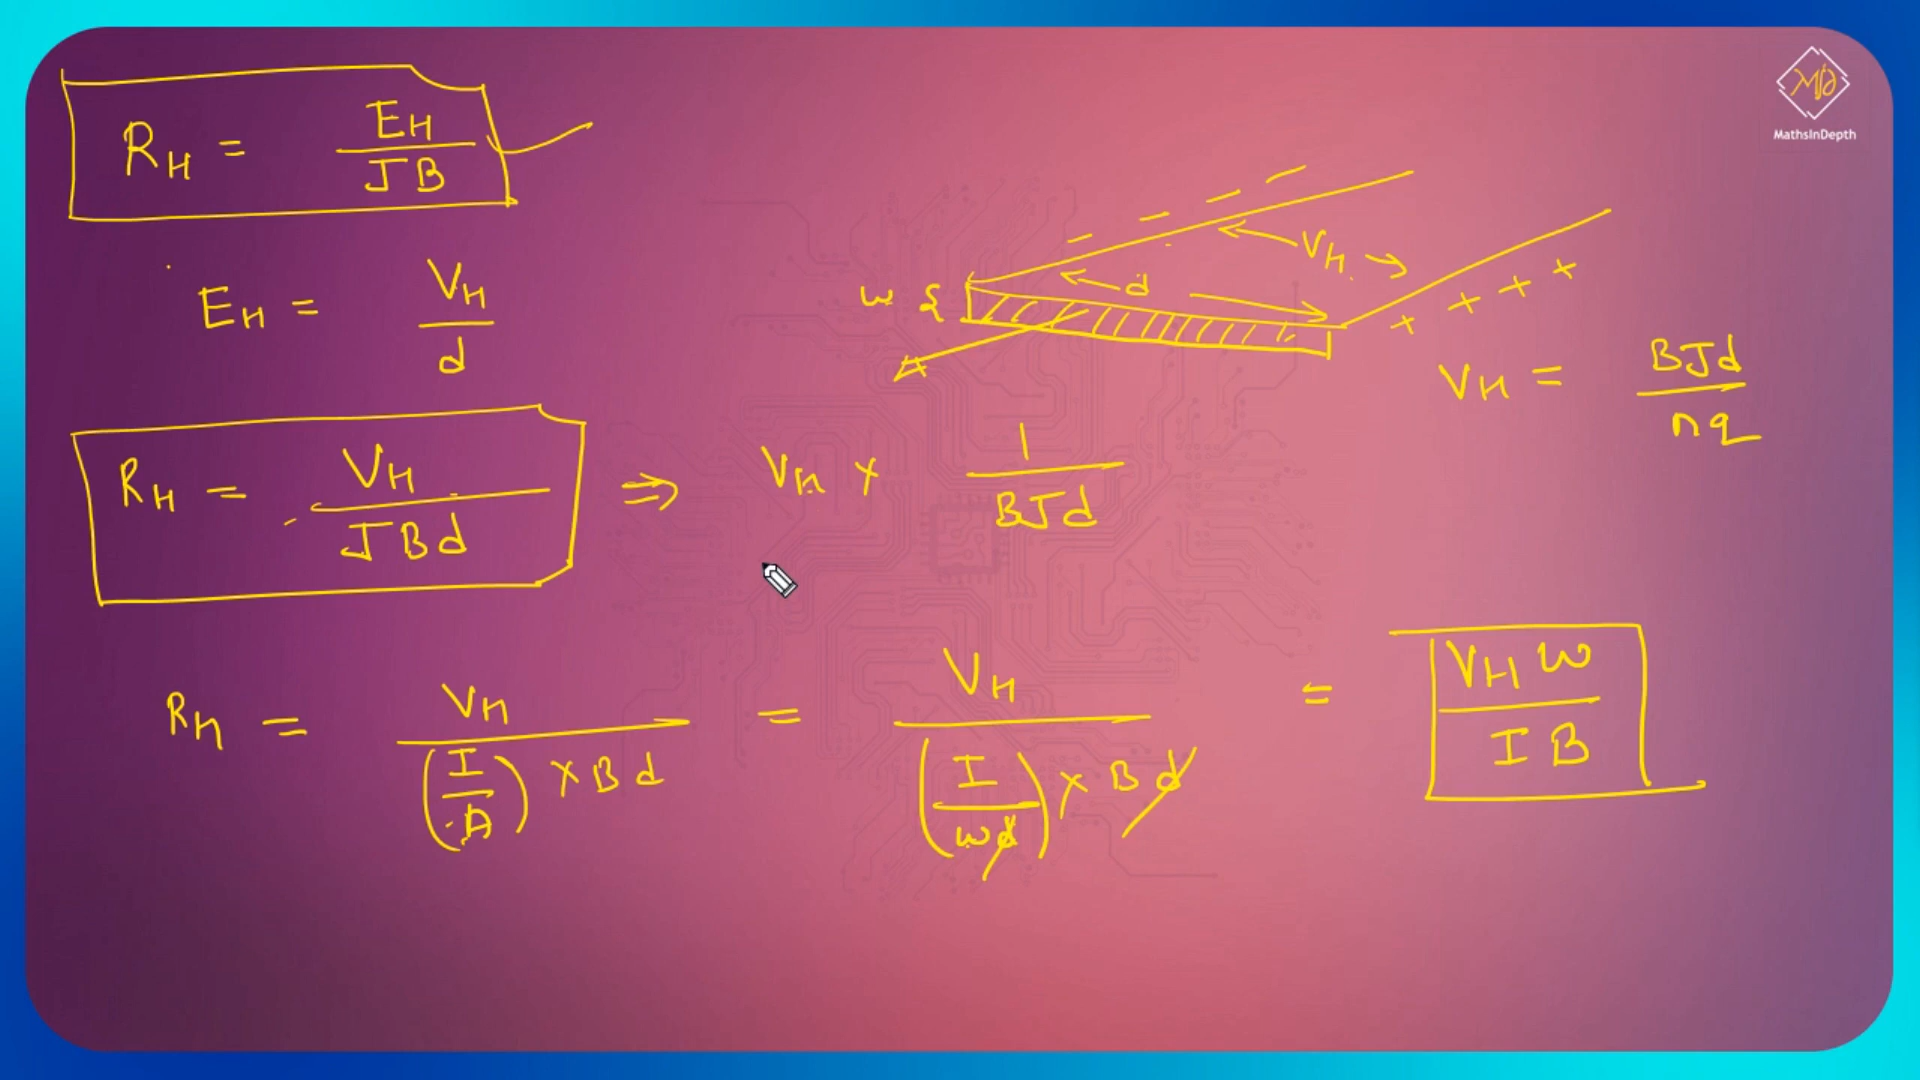 R_H = E_H / JB
E_H = V_H / d
R_H = V_H / JBd ⇒ V_H × 1 / BJd
R_H = V_H / (I/A) × Bd = V_H / (I/wd) × Bd = V_H w / IB
w { d V_H
- - - -
+ + + +
V_H = BJd / nq
Md
MathsInDepth